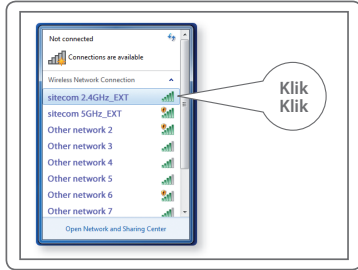 Not connected
Connections are available
Wireless Network Connection
sitecom 2.4GHz_EXT
sitecom 5GHz_EXT
Other network 2
Other network 3
Other network 4
Other network 5
Other network 6
Other network 7
Open Network and Sharing Center
Klik
Klik